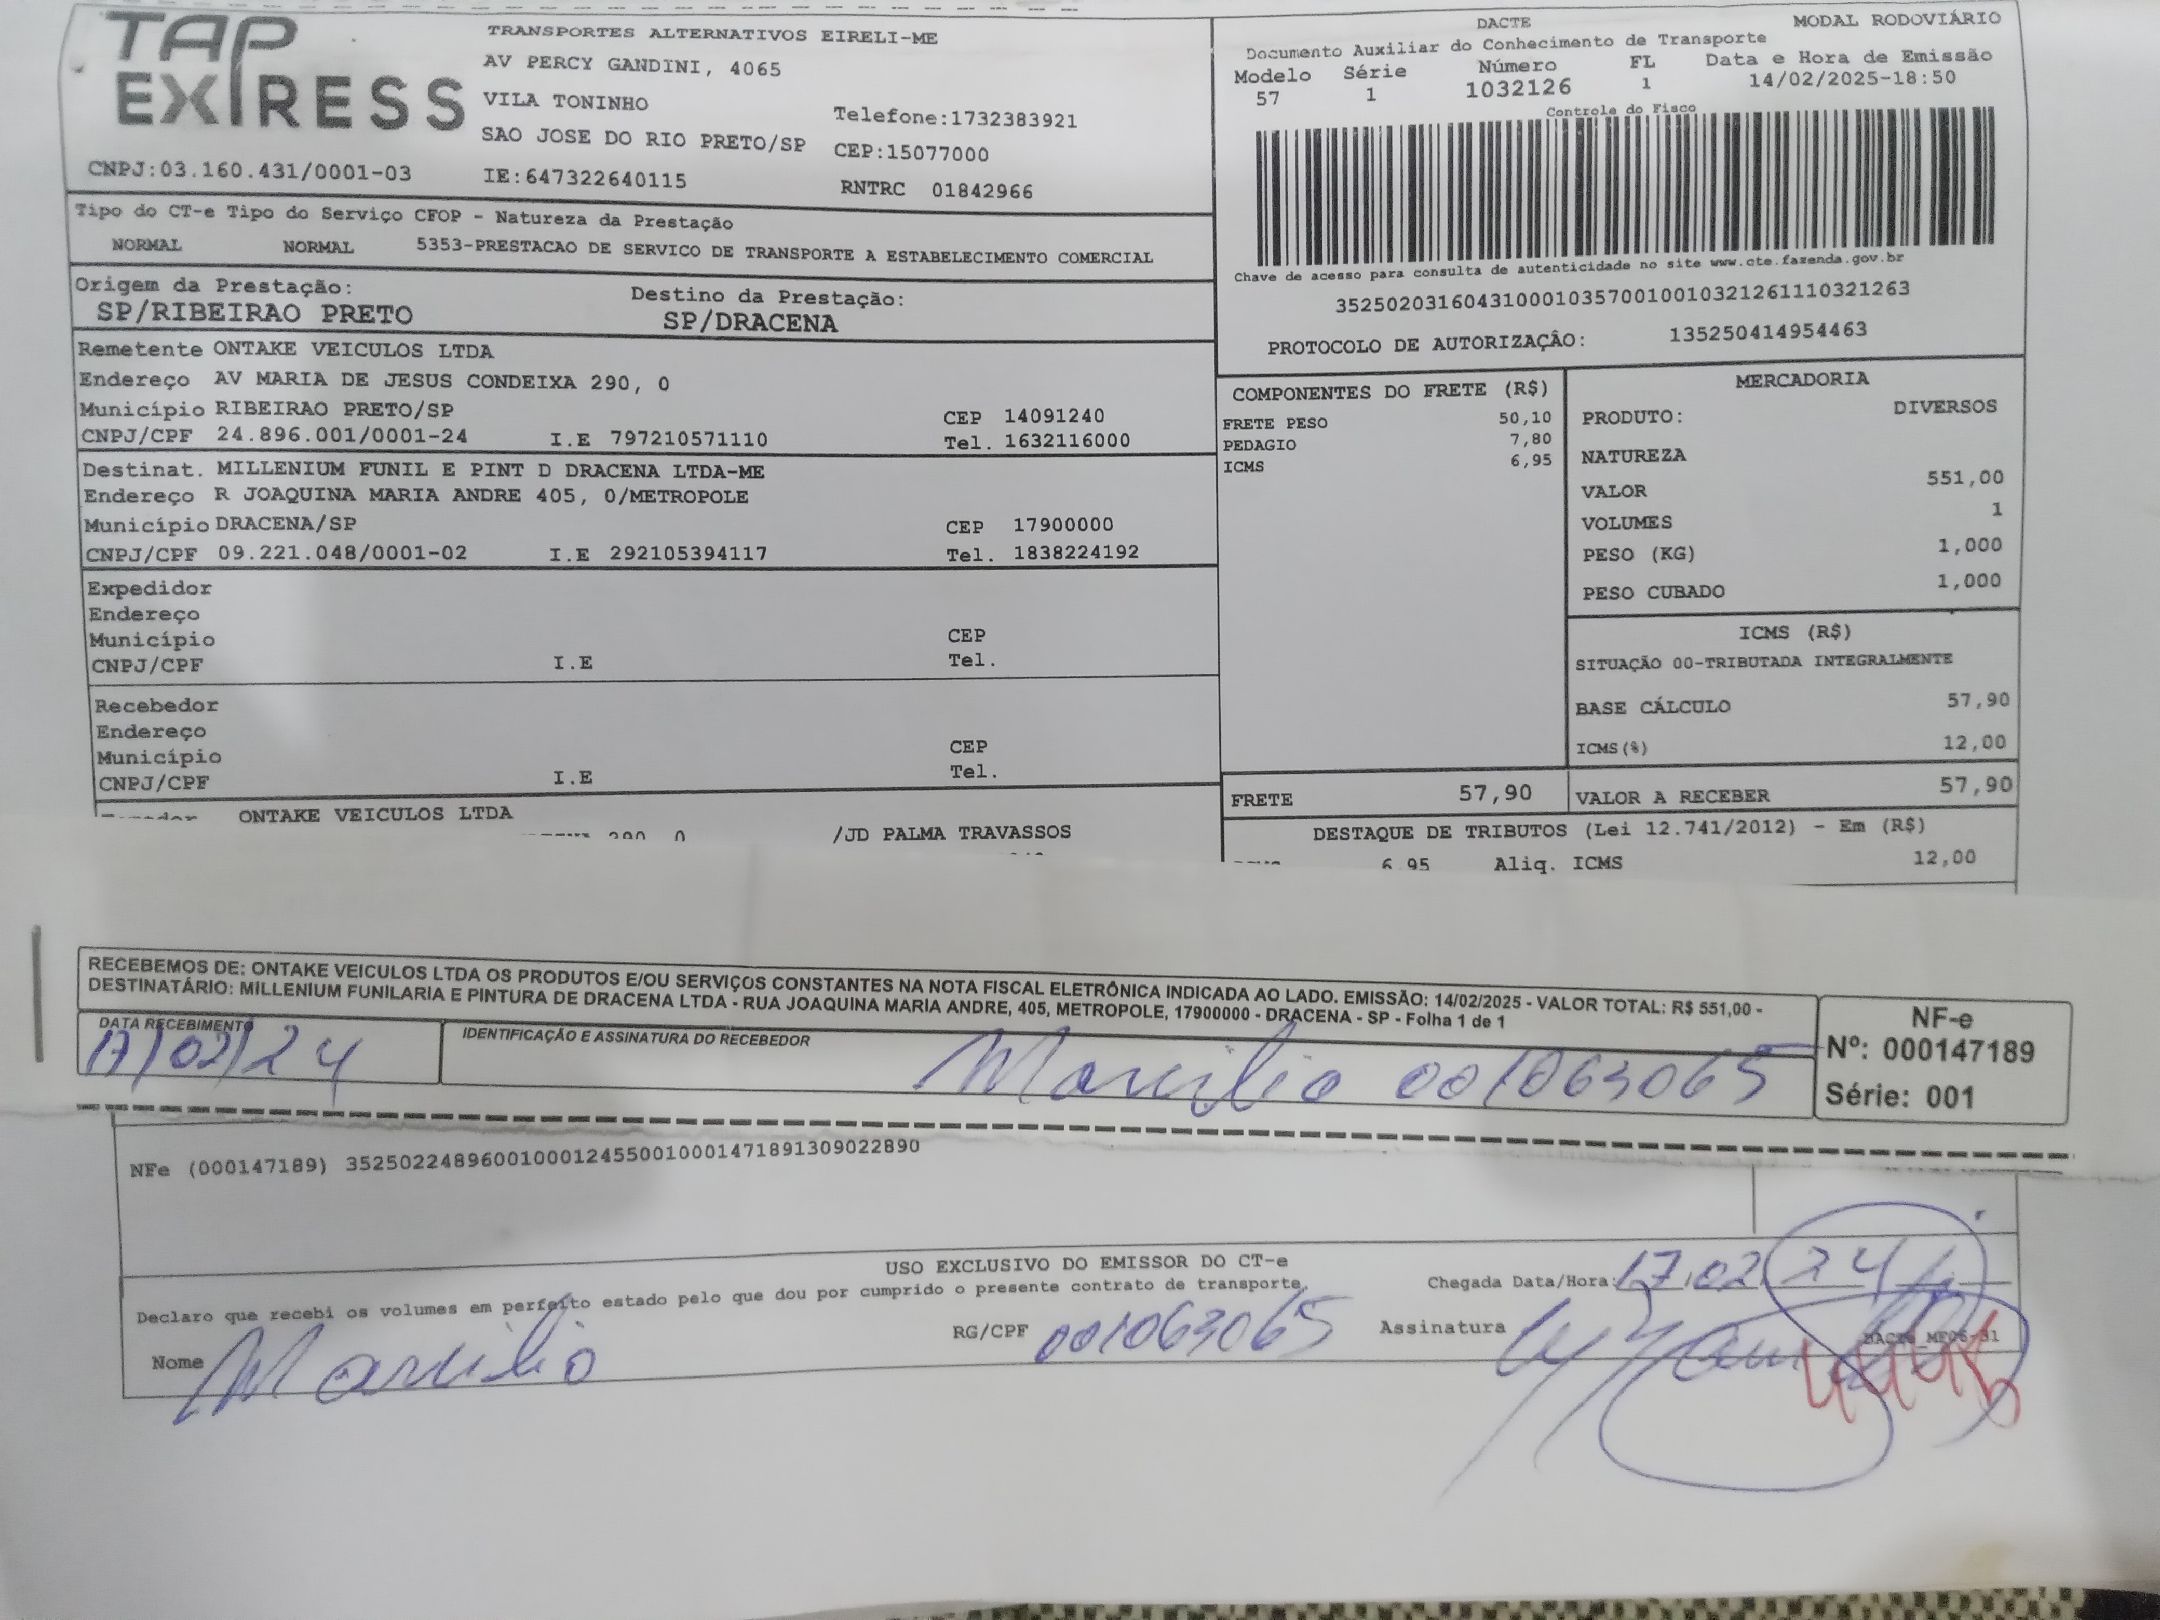 TAP EXPRESS
TRANSPORTES ALTERNATIVOS EIRELI-ME
AV PERCY GANDINI, 4065
VILA TONINHO
Telefone:1732383921
SAO JOSE DO RIO PRETO/SP CEP:15077000
CNPJ:03.160.431/0001-03 IE:647322640115 RNTRC 01842966
DACTE MODAL RODOVIÁRIO
Documento Auxiliar do Conhecimento de Transporte
Modelo Série Número FL Data e Hora de Emissão
57 1 1032126 1 14/02/2025-18:50
Controle do Fisco
Chave de acesso para consulta de autenticidade no site www.cte.fazenda.gov.br
35250203160431000103570010010321261110321263
PROTOCOLO DE AUTORIZAÇÃO: 135250414954463
Tipo do CT-e Tipo do Serviço CFOP - Natureza da Prestação
NORMAL NORMAL 5353-PRESTACAO DE SERVICO DE TRANSPORTE A ESTABELECIMENTO COMERCIAL
Origem da Prestação: Destino da Prestação:
SP/RIBEIRAO PRETO SP/DRACENA
Remetente ONTAKE VEICULOS LTDA
Endereço AV MARIA DE JESUS CONDEIXA 290, 0
Município RIBEIRAO PRETO/SP CEP 14091240
CNPJ/CPF 24.896.001/0001-24 I.E 797210571110 Tel. 1632116000
Destinat. MILLENIUM FUNIL E PINT D DRACENA LTDA-ME
Endereço R JOAQUINA MARIA ANDRE 405, 0/METROPOLE
Município DRACENA/SP CEP 17900000
CNPJ/CPF 09.221.048/0001-02 I.E 292105394117 Tel. 1838224192
Expedidor
Endereço
Município CEP
CNPJ/CPF I.E Tel.
Recebedor
Endereço
Município CEP
CNPJ/CPF I.E Tel.
ONTAKE VEICULOS LTDA
290, 0 /JD PALMA TRAVASSOS
COMPONENTES DO FRETE (R$)
FRETE PESO 50,10
PEDAGIO 7,80
ICMS 6,95
FRETE 57,90
MERCADORIA
PRODUTO: DIVERSOS
NATUREZA
VALOR 551,00
VOLUMES 1
PESO (KG) 1,000
PESO CUBADO 1,000
ICMS (R$)
SITUAÇÃO 00-TRIBUTADA INTEGRALMENTE
BASE CÁLCULO 57,90
ICMS(%) 12,00
VALOR A RECEBER 57,90
DESTAQUE DE TRIBUTOS (Lei 12.741/2012) - Em (R$)
6,95 Aliq. ICMS 12,00
RECEBEMOS DE: ONTAKE VEICULOS LTDA OS PRODUTOS E/OU SERVIÇOS CONSTANTES NA NOTA FISCAL ELETRÔNICA INDICADA AO LADO. EMISSÃO: 14/02/2025 - VALOR TOTAL: R$ 551,00 -
DESTINATÁRIO: MILLENIUM FUNILARIA E PINTURA DE DRACENA LTDA - RUA JOAQUINA MARIA ANDRE, 405, METROPOLE, 17900000 - DRACENA - SP - Folha 1 de 1
DATA RECEBIMENTO IDENTIFICAÇÃO E ASSINATURA DO RECEBEDOR
17/02/24 Marcilio 001063065
NF-e
Nº: 000147189
Série: 001
NFe (000147189) 35250224896001000124550010001471891309022890
USO EXCLUSIVO DO EMISSOR DO CT-e
Declaro que recebi os volumes em perfeito estado pelo que dou por cumprido o presente contrato de transporte.
Chegada Data/Hora: 17/02/24
Nome Marcilio RG/CPF 001063065 Assinatura